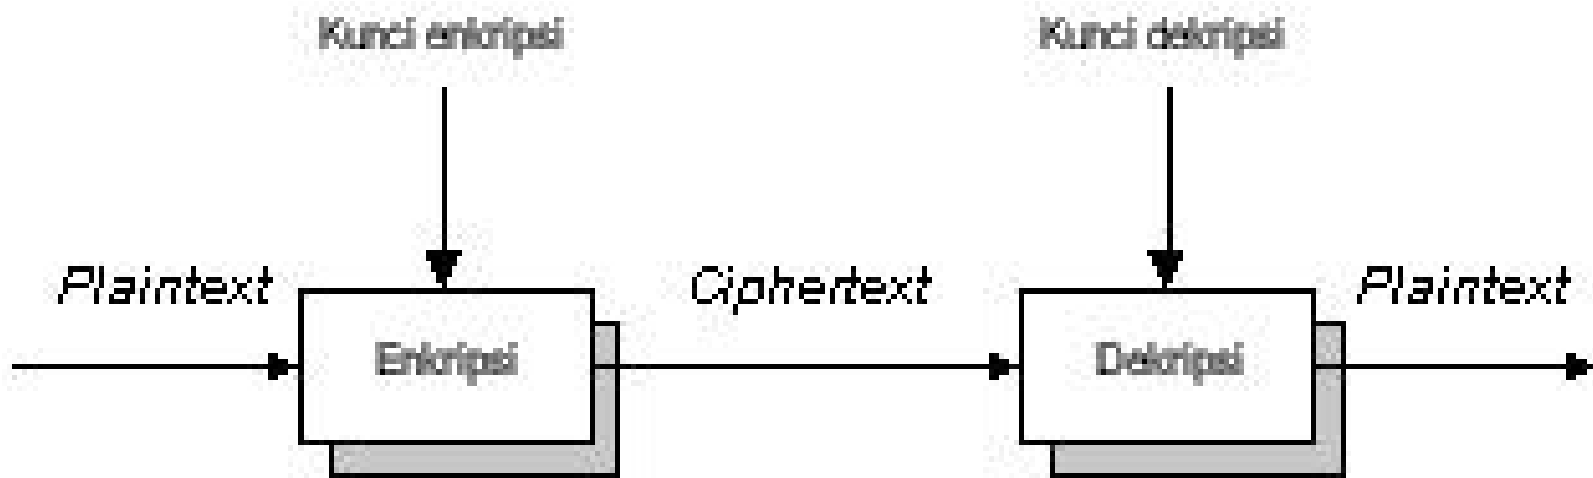 Kunci enkripsi
Kunci dekripsi
Plaintext
Ciphertext
Plaintext
Enkripsi
Dekripsi